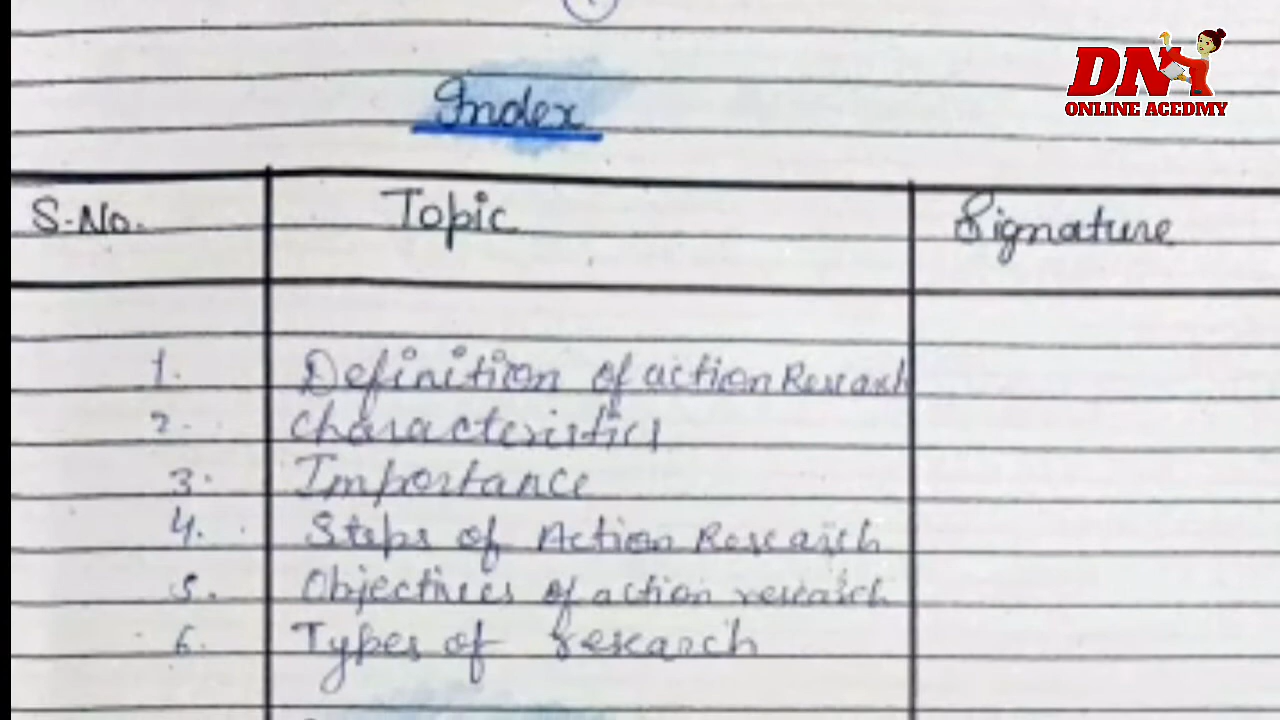 Index
S.No. Topic Signature
1. Definition of action Research
2. Characteristics
3. Importance
4. Steps of Action Research
5. Objectives of action research
6. Types of research
DN
ONLINE ACEDMY